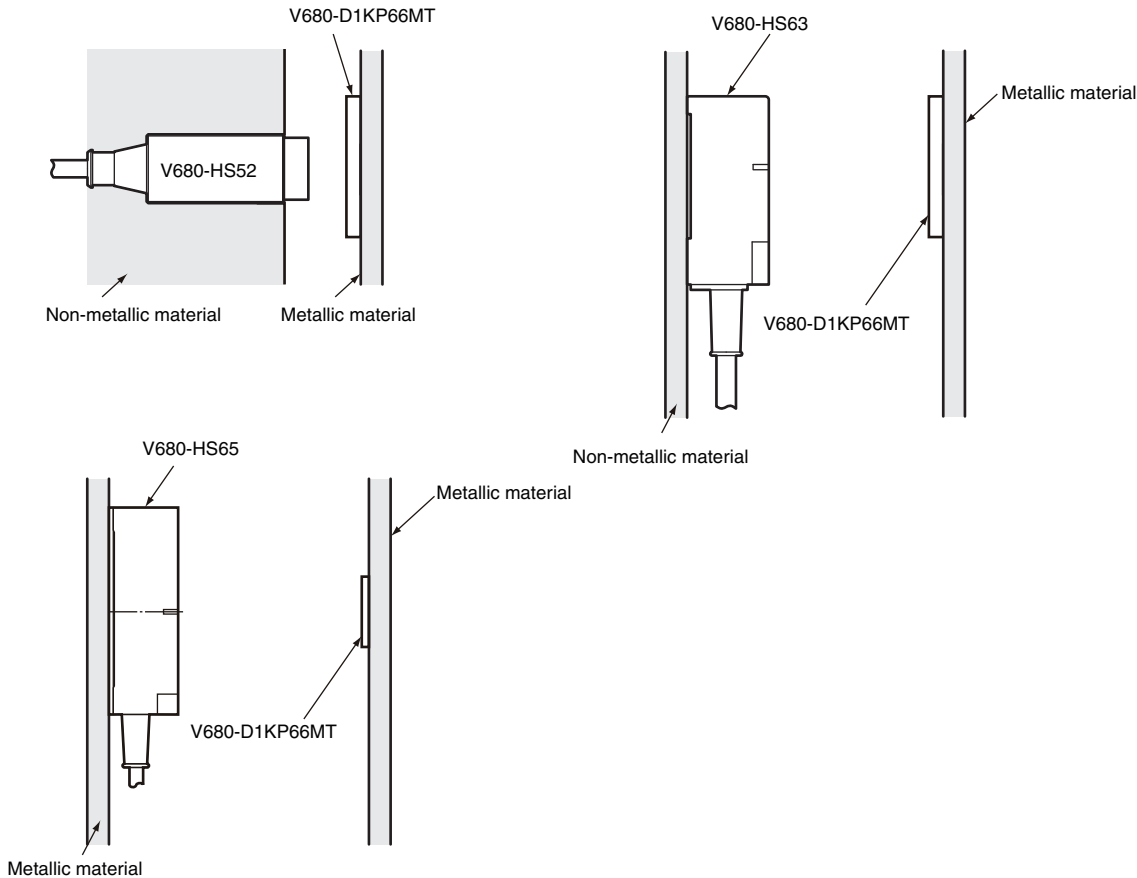 V680-D1KP66MT
V680-HS52
Non-metallic material
Metallic material
V680-HS63
Metallic material
V680-D1KP66MT
Non-metallic material
V680-HS65
Metallic material
V680-D1KP66MT
Metallic material